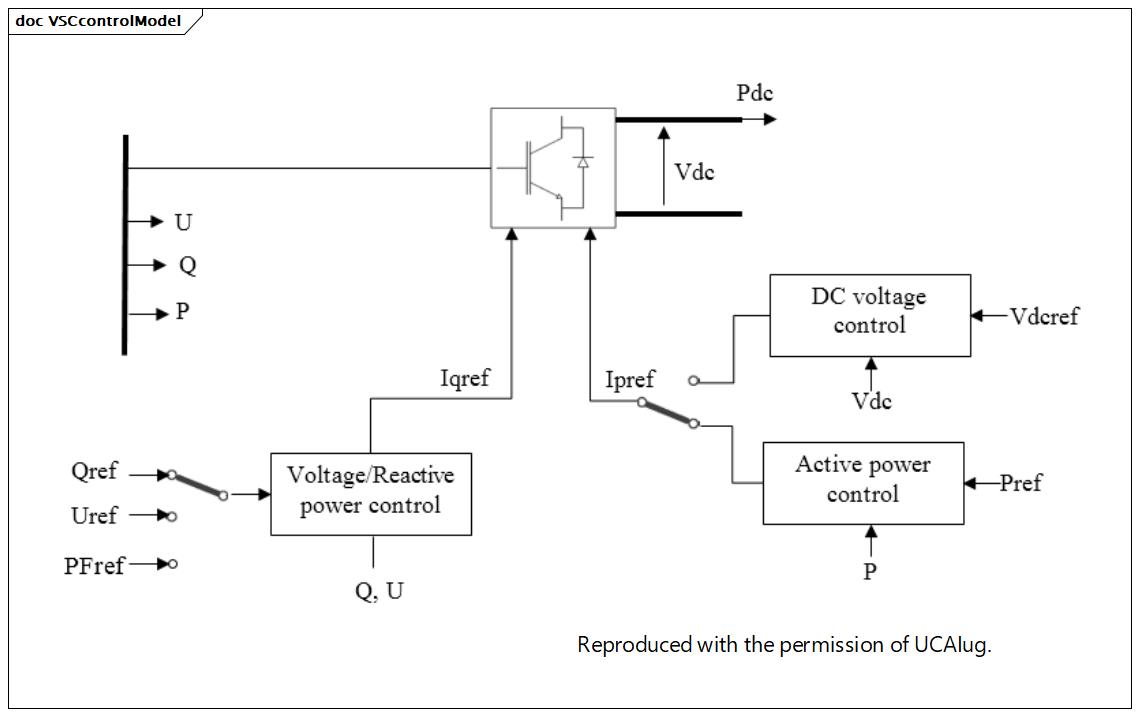 doc VSCcontrolModel
Pdc
Vdc
U
Q
P
DC voltage
control
Vdcref
Vdc
Iqref
Ipref
Active power
control
Pref
P
Qref
Uref
PFref
Voltage/Reactive
power control
Q, U
Reproduced with the permission of UCAIug.